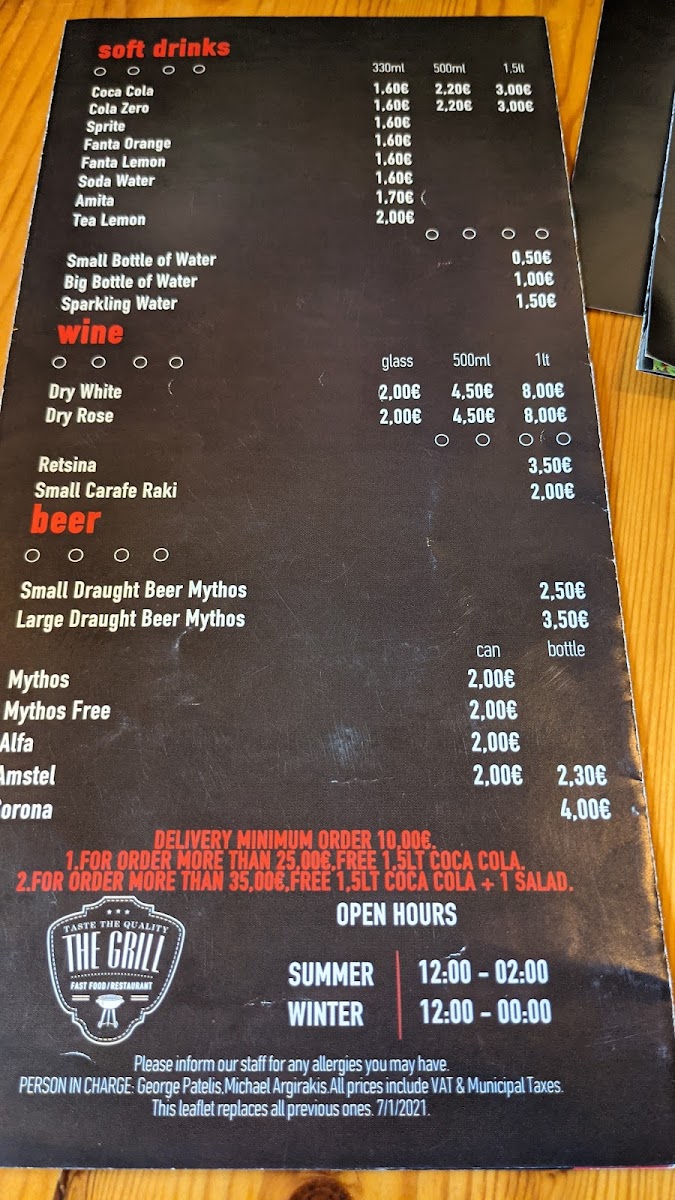 soft drinks
330ml 500ml 1,5lt
Coca Cola 1,60€ 2,20€ 3,00€
Cola Zero 1,60€ 2,20€ 3,00€
Sprite 1,60€
Fanta Orange 1,60€
Fanta Lemon 1,60€
Soda Water 1,60€
Amita 1,70€
Tea Lemon 2,00€
Small Bottle of Water 0,50€
Big Bottle of Water 1,00€
Sparkling Water 1,50€
wine
glass 500ml 1lt
Dry White 2,00€ 4,50€ 8,00€
Dry Rose 2,00€ 4,50€ 8,00€
Retsina 3,50€
Small Carafe Raki 2,00€
beer
Small Draught Beer Mythos 2,50€
Large Draught Beer Mythos 3,50€
can bottle
Mythos 2,00€
Mythos Free 2,00€
Alfa 2,00€
Amstel 2,00€ 2,30€
Corona 4,00€
DELIVERY MINIMUM ORDER 10,00€.
1.FOR ORDER MORE THAN 25,00€,FREE 1,5LT COCA COLA.
2.FOR ORDER MORE THAN 35,00€,FREE 1,5LT COCA COLA + 1 SALAD.
TASTE THE QUALITY
THE GRILL
FAST FOOD/RESTAURANT
OPEN HOURS
SUMMER 12:00 - 02:00
WINTER 12:00 - 00:00
Please inform our staff for any allergies you may have.
PERSON IN CHARGE: George Patelis,Michael Argirakis.All prices include VAT & Municipal Taxes.
This leaflet replaces all previous ones. 7/1/2021.